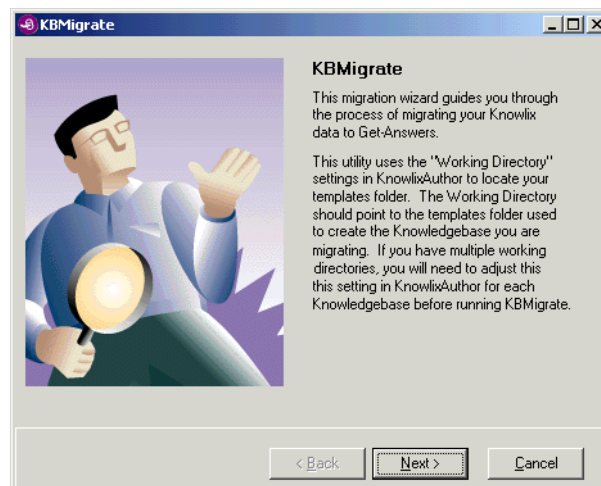 KBMigrate
KBMigrate
This migration wizard guides you through
the process of migrating your Knowlix
data to Get-Answers.
This utility uses the "Working Directory"
settings in KnowlixAuthor to locate your
templates folder. The Working Directory
should point to the templates folder used
to create the Knowledgebase you are
migrating. If you have multiple working
directories, you will need to adjust this
this setting in KnowlixAuthor for each
Knowledgebase before running KBMigrate.
< Back
Next >
Cancel